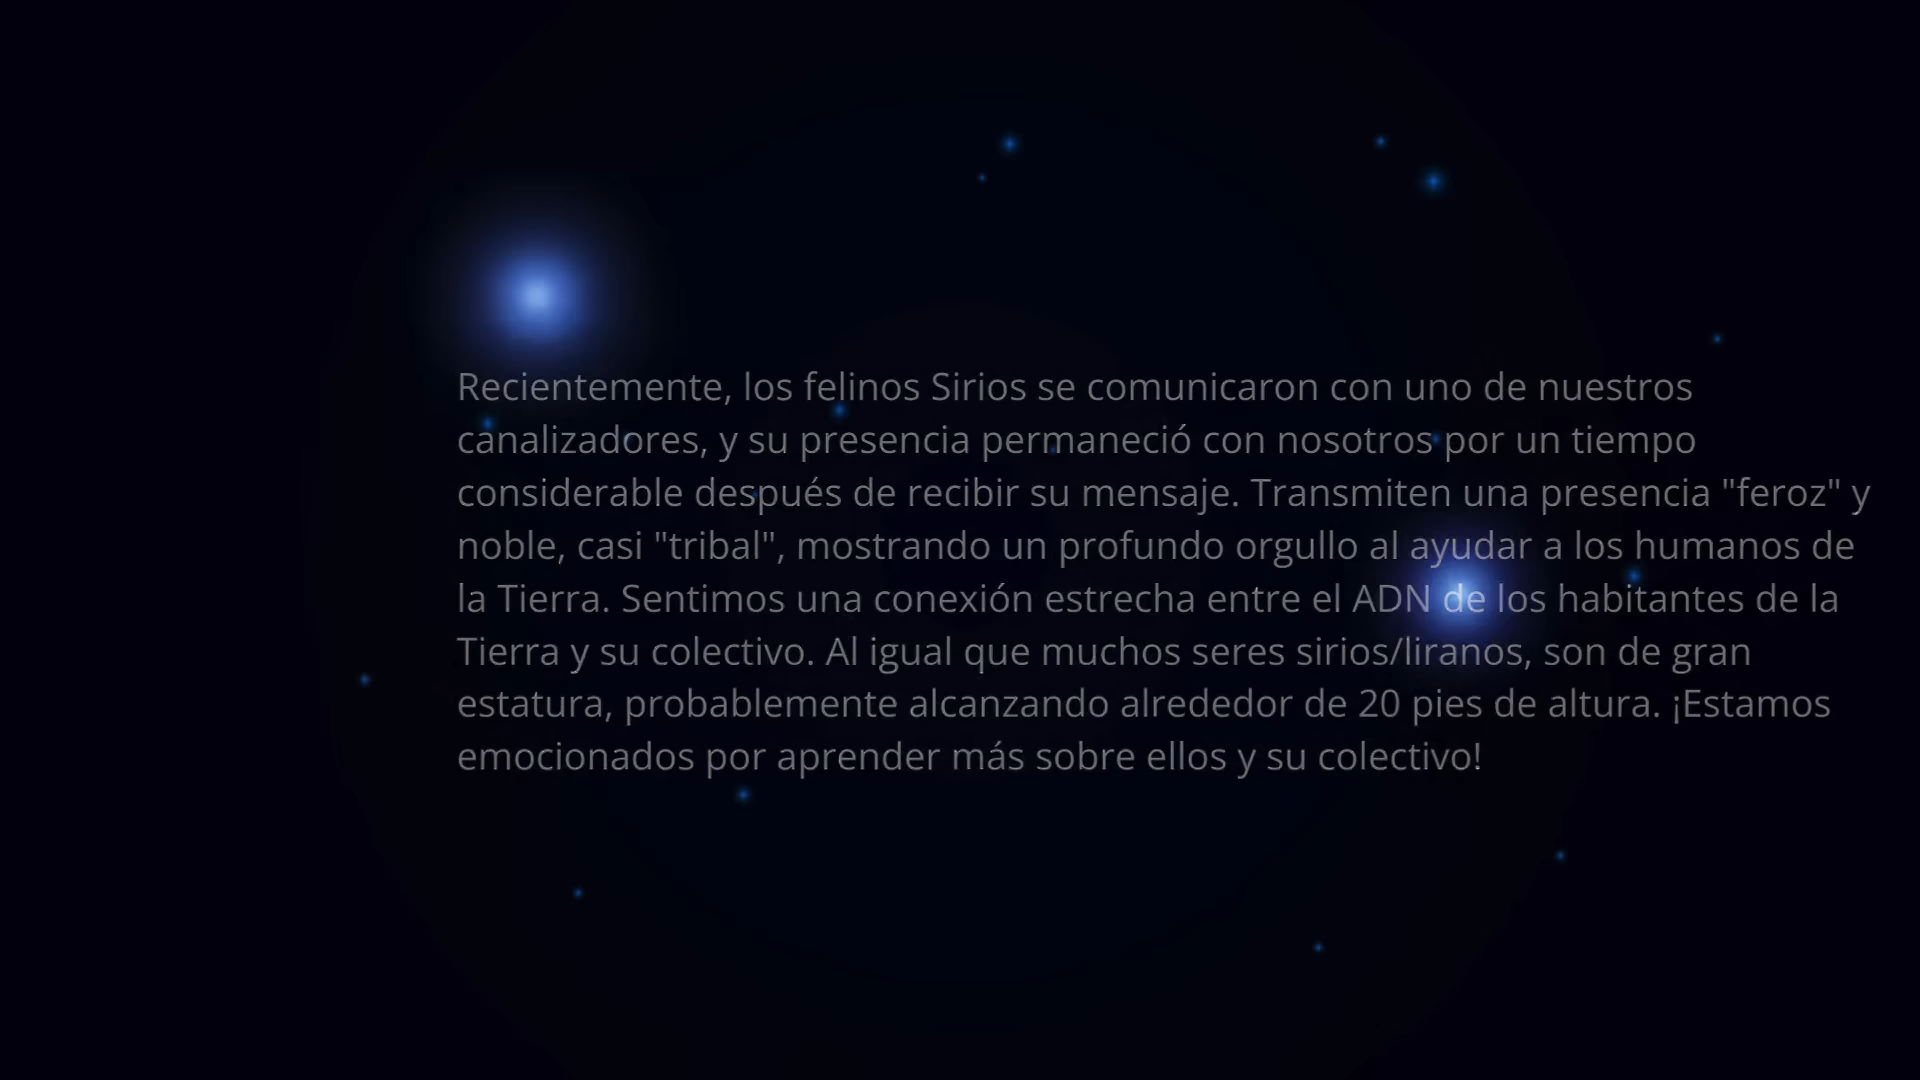 Recientemente, los felinos Sirios se comunicaron con uno de nuestros
canalizadores, y su presencia permaneció con nosotros por un tiempo
considerable después de recibir su mensaje. Transmiten una presencia "feroz" y
noble, casi "tribal", mostrando un profundo orgullo al ayudar a los humanos de
la Tierra. Sentimos una conexión estrecha entre el ADN de los habitantes de la
Tierra y su colectivo. Al igual que muchos seres sirios/liranos, son de gran
estatura, probablemente alcanzando alrededor de 20 pies de altura. ¡Estamos
emocionados por aprender más sobre ellos y su colectivo!